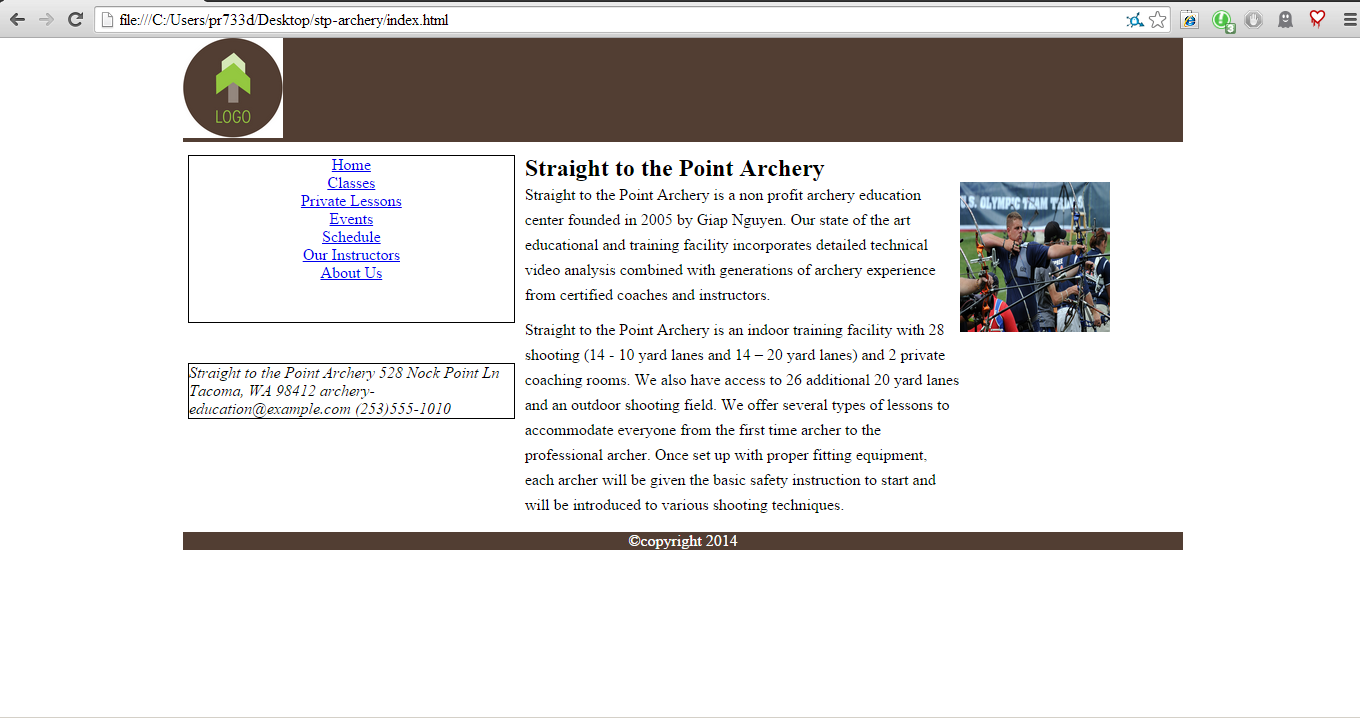 file:///C:/Users/pr733d/Desktop/stp-archery/index.html
3
LOGO
Home
Classes
Private Lessons
Events
Schedule
Our Instructors
About Us
Straight to the Point Archery 528 Nock Point Ln
Tacoma, WA 98412 archery-
education@example.com (253)555-1010
Straight to the Point Archery
Straight to the Point Archery is a non profit archery education
center founded in 2005 by Giap Nguyen. Our state of the art
educational and training facility incorporates detailed technical
video analysis combined with generations of archery experience
from certified coaches and instructors.
Straight to the Point Archery is an indoor training facility with 28
shooting (14 - 10 yard lanes and 14 – 20 yard lanes) and 2 private
coaching rooms. We also have access to 26 additional 20 yard lanes
and an outdoor shooting field. We offer several types of lessons to
accommodate everyone from the first time archer to the
professional archer. Once set up with proper fitting equipment,
each archer will be given the basic safety instruction to start and
will be introduced to various shooting techniques.
U.S. OLYMPIC TEAM
©copyright 2014